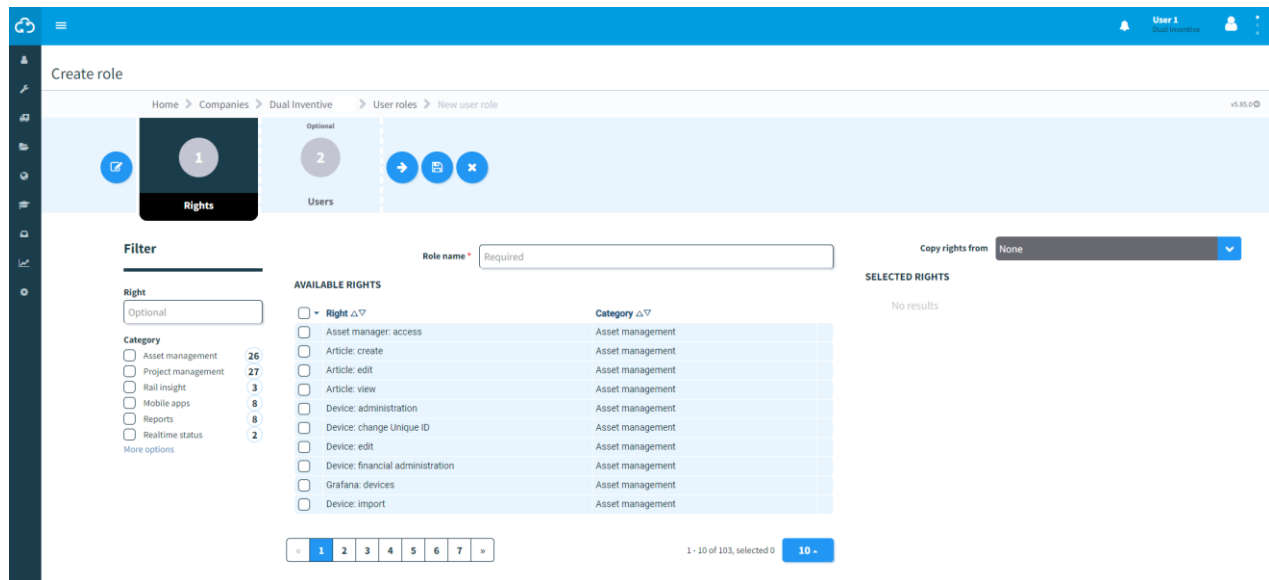 User 1
Dual Inventive
Create role
Home > Companies > Dual Inventive > User roles > New user role
v5.85.0
Optional
1
2
Rights
Users
Filter
Role name * Required
Copy rights from None
SELECTED RIGHTS
No results
Right
Optional
Category
Asset management 26
Project management 27
Rail insight 3
Mobile apps 8
Reports 8
Realtime status 2
More options
AVAILABLE RIGHTS
Right Category
Asset manager: access Asset management
Article: create Asset management
Article: edit Asset management
Article: view Asset management
Device: administration Asset management
Device: change Unique ID Asset management
Device: edit Asset management
Device: financial administration Asset management
Grafana: devices Asset management
Device: import Asset management
« 1 2 3 4 5 6 7 »
1 - 10 of 103, selected 0
10